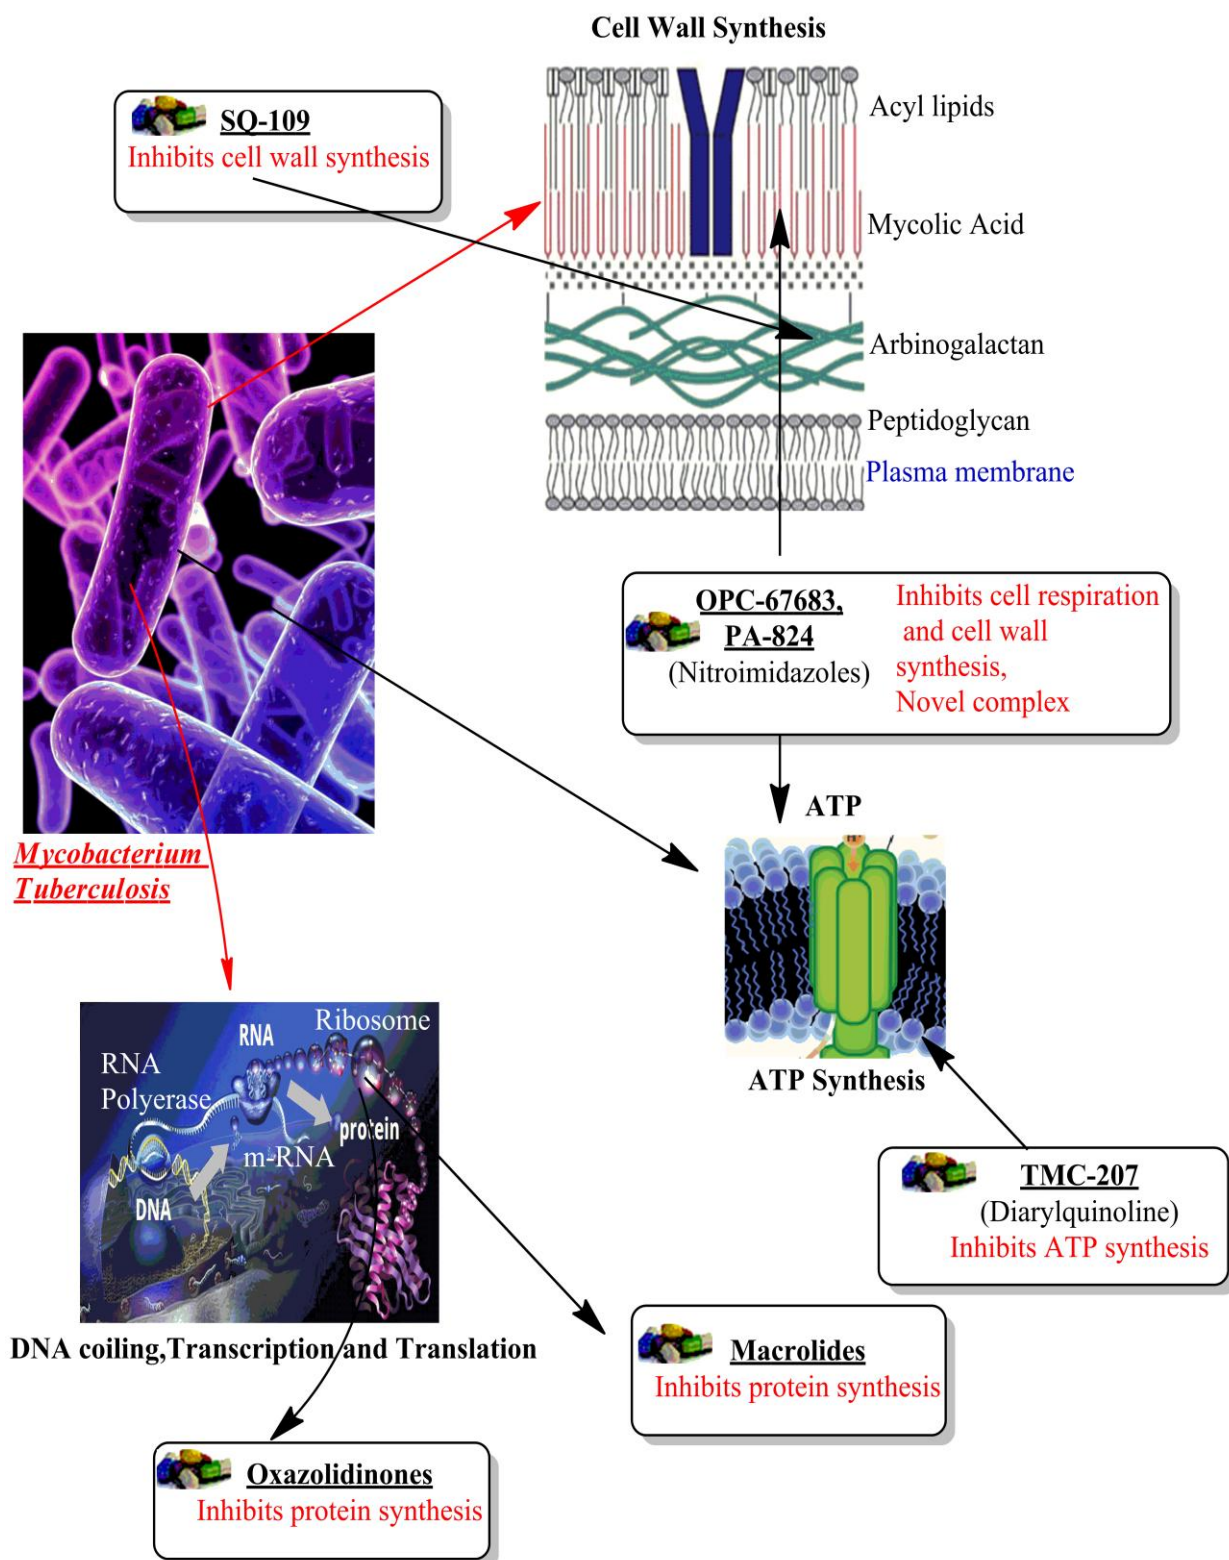 Cell Wall Synthesis
SQ-109
Inhibits cell wall synthesis
Acyl lipids
Mycolic Acid
Arbinogalactan
Peptidoglycan
Plasma membrane
OPC-67683,
PA-824
(Nitroimidazoles)
Inhibits cell respiration
and cell wall
synthesis,
Novel complex
ATP
Mycobacterium
Tuberculosis
ATP Synthesis
Ribosome
RNA
RNA
Polyerase
protein
m-RNA
DNA
TMC-207
(Diarylquinoline)
Inhibits ATP synthesis
DNA coiling,Transcription and Translation
Macrolides
Inhibits protein synthesis
Oxazolidinones
Inhibits protein synthesis